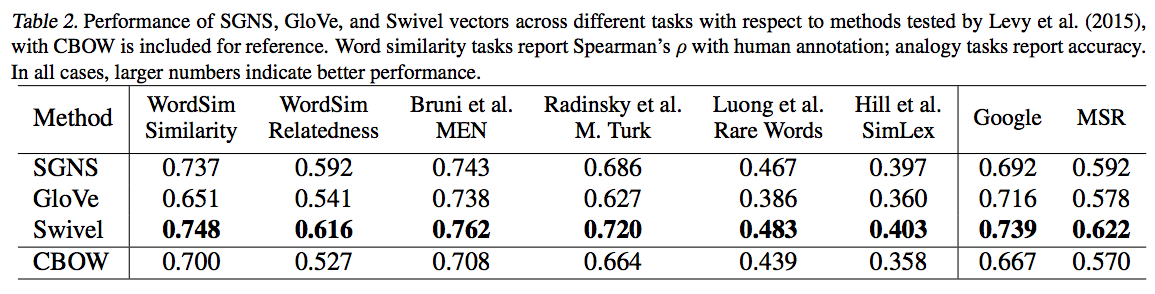 Table 2. Performance of SGNS, GloVe, and Swivel vectors across different tasks with respect to methods tested by Levy et al. (2015),
with CBOW is included for reference. Word similarity tasks report Spearman's ρ with human annotation; analogy tasks report accuracy.
In all cases, larger numbers indicate better performance.
Method WordSim Similarity WordSim Relatedness Bruni et al. MEN Radinsky et al. M. Turk Luong et al. Rare Words Hill et al. SimLex Google MSR
SGNS 0.737 0.592 0.743 0.686 0.467 0.397 0.692 0.592
GloVe 0.651 0.541 0.738 0.627 0.386 0.360 0.716 0.578
Swivel 0.748 0.616 0.762 0.720 0.483 0.403 0.739 0.622
CBOW 0.700 0.527 0.708 0.664 0.439 0.358 0.667 0.570